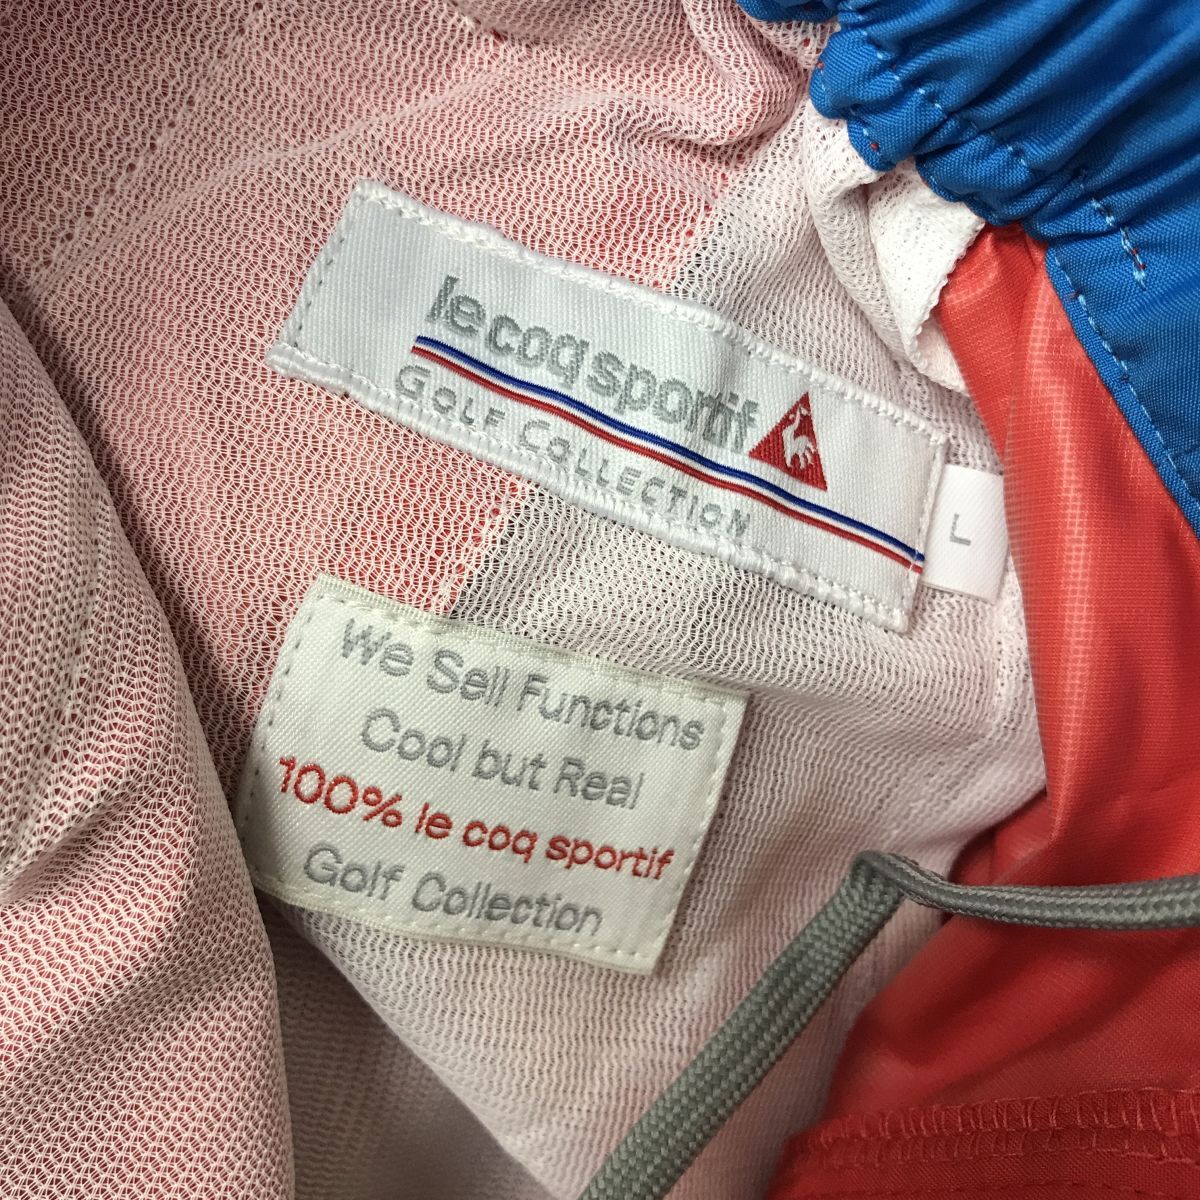 le coq sportif
GOLF COLLECTION
L
We Sell Functions
Cool but Real
100% le coq sportif
Golf Collection